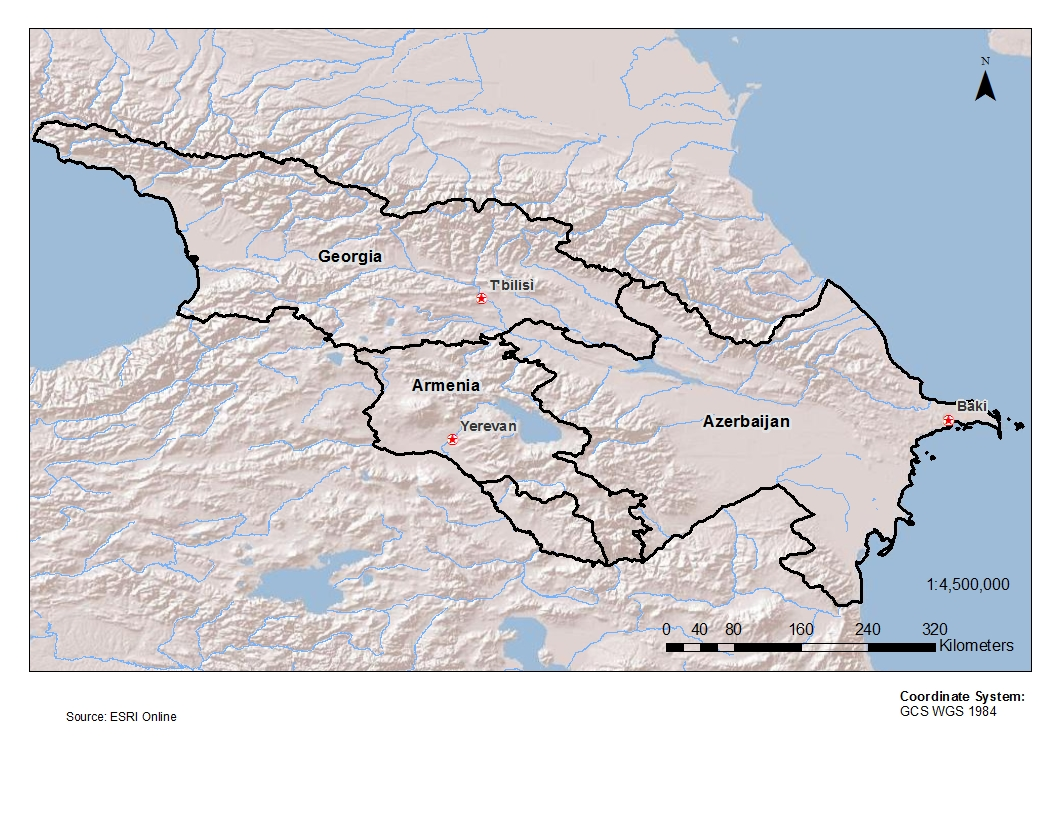 N
Georgia
T'bilisi
Armenia
Yerevan
Azerbaijan
Baki
1:4,500,000
0 40 80 160 240 320
Kilometers
Coordinate System:
GCS WGS 1984
Source: ESRI Online